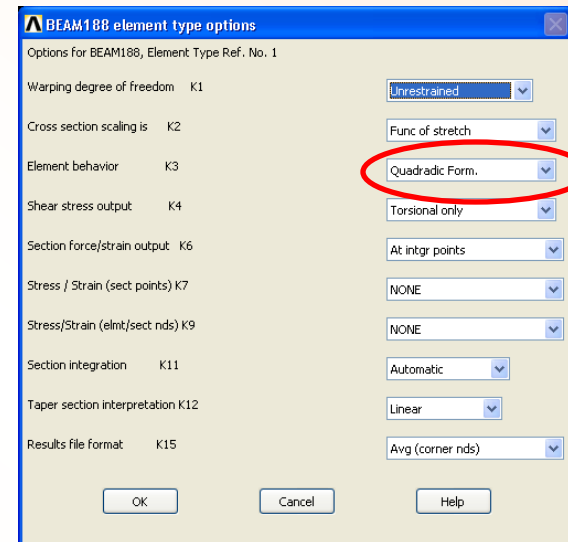 BEAM188 element type options
Options for BEAM188, Element Type Ref. No. 1
Warping degree of freedom K1 Unrestrained
Cross section scaling is K2 Func of stretch
Element behavior K3 Quadradic Form.
Shear stress output K4 Torsional only
Section force/strain output K6 At intgr points
Stress / Strain (sect points) K7 NONE
Stress/Strain (elmt/sect nds) K9 NONE
Section integration K11 Automatic
Taper section interpretation K12 Linear
Results file format K15 Avg (corner nds)
OK Cancel Help